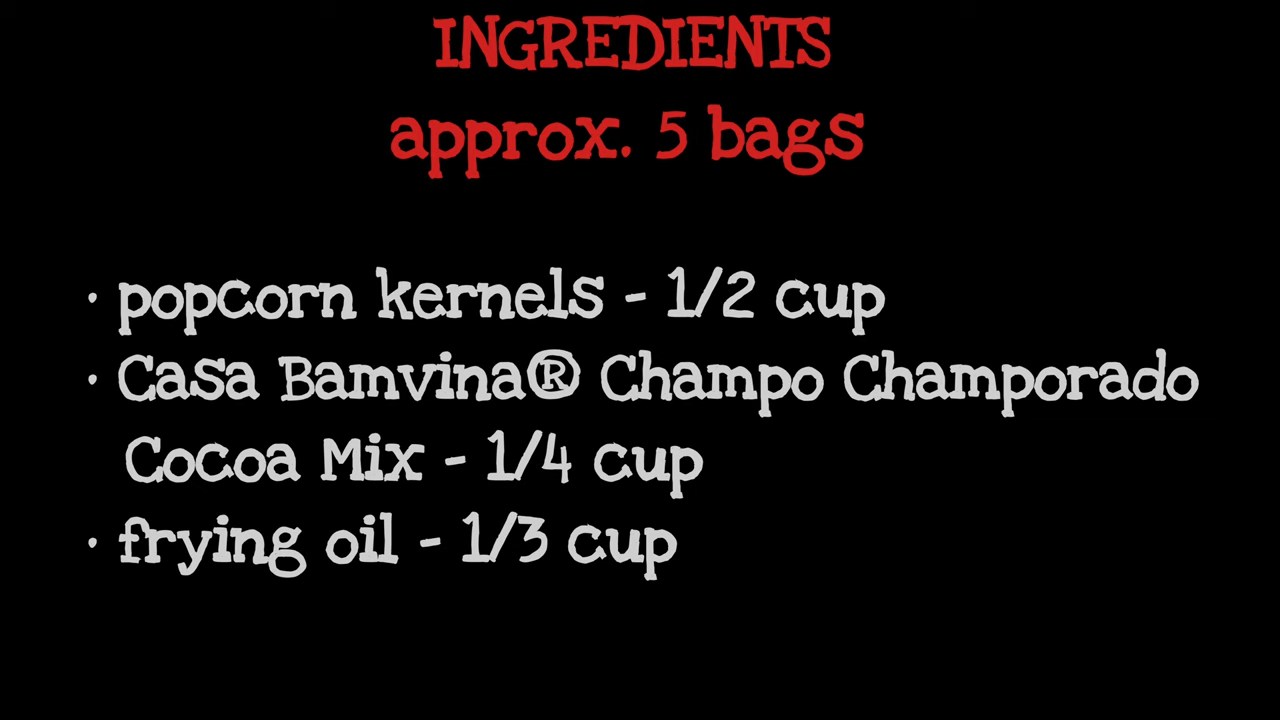 INGREDIENTS
approx. 5 bags
· popcorn kernels - 1/2 cup
· Casa Bamvina® Champo Champorado
Cocoa Mix - 1/4 cup
· frying oil - 1/3 cup